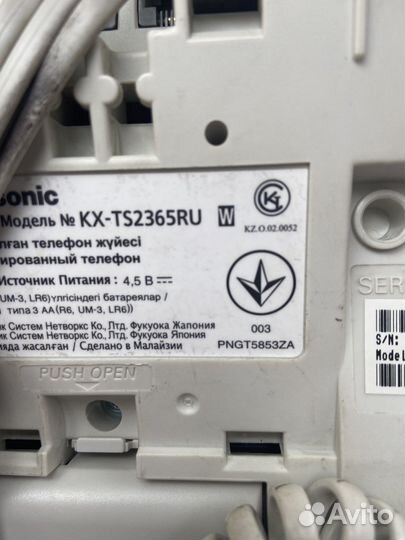 sonic
Модель № KX-TS2365RU W
лған телефон жүйесі
ированный телефон
Источник Питания : 4,5 В
UM-3, LR6)үлгісіндегі батареялар /
типа 3 AA(R6, UM-3, LR6))
ик Систем Нетворкс Ко., Лтд. Фукуока Жапония
ик Систем Нетворкс Ко., Лтд. Фукуока Япония
яда жасалған / Сделано в Малайзии
KZ.O.02.0052
003
PNGT5853ZA
PUSH OPEN
SER
S/N:
Model
Avito